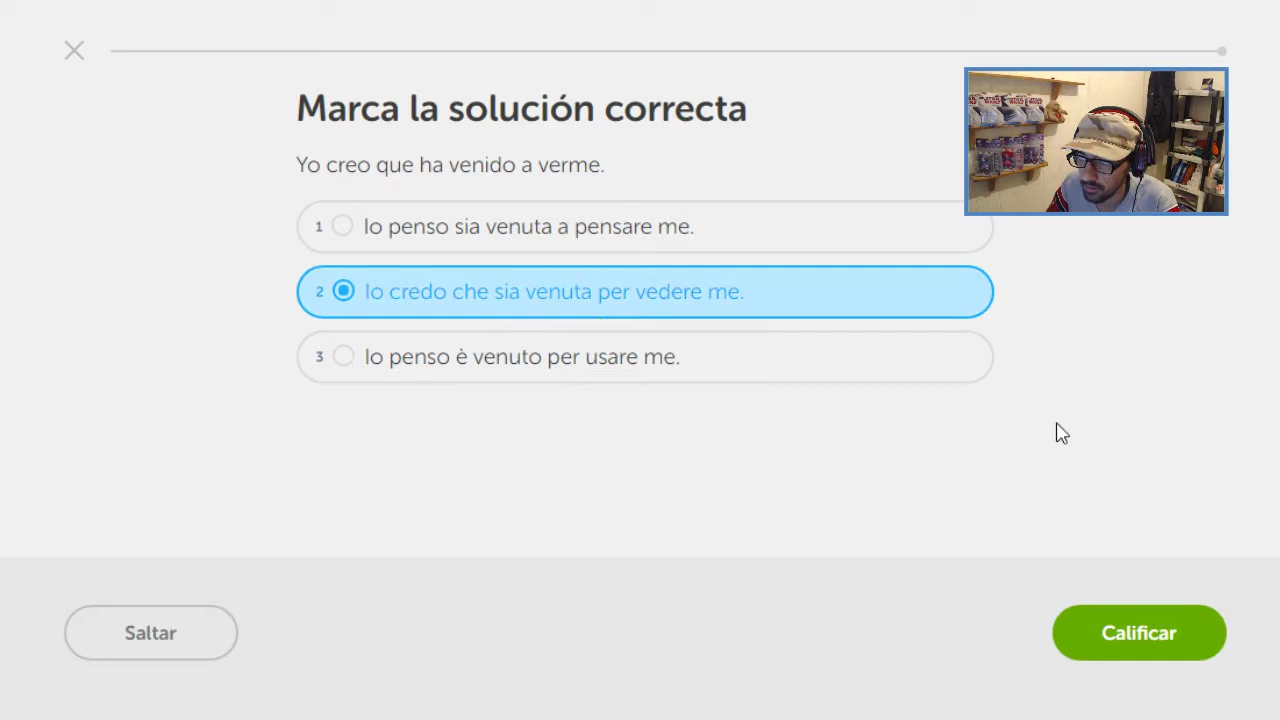 Marca la solución correcta
Yo creo que ha venido a verme.
1 Io penso sia venuta a pensare me.
2 Io credo che sia venuta per vedere me.
3 Io penso è venuto per usare me.
Saltar
Calificar